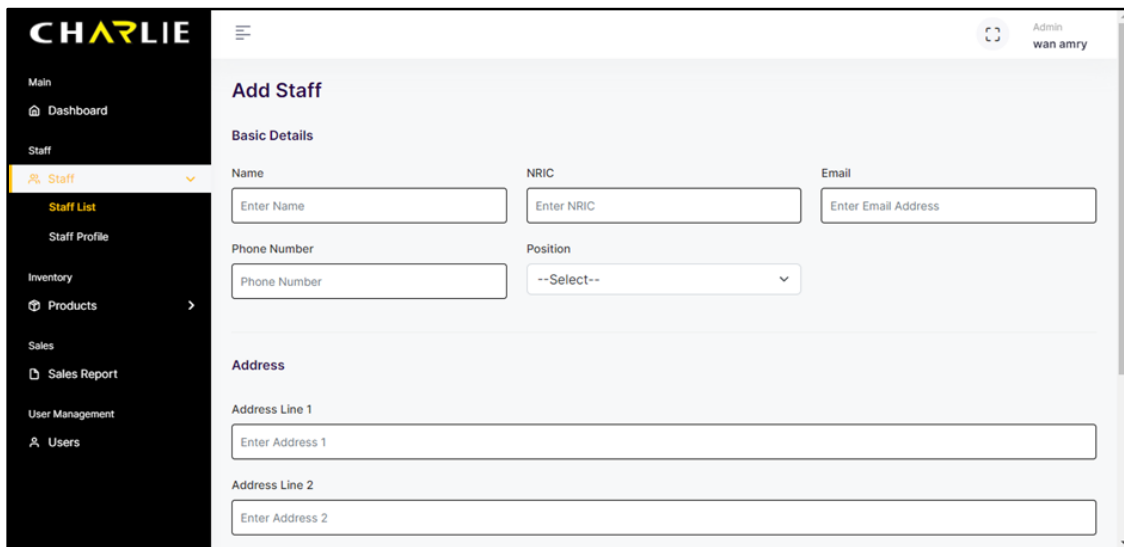 CHARLIE
Main
Dashboard
Staff
Staff
Staff List
Staff Profile
Inventory
Products
Sales
Sales Report
User Management
Users
Admin
wan amry
Add Staff
Basic Details
Name NRIC Email
Enter Name Enter NRIC Enter Email Address
Phone Number Position
Phone Number --Select--
Address
Address Line 1
Enter Address 1
Address Line 2
Enter Address 2